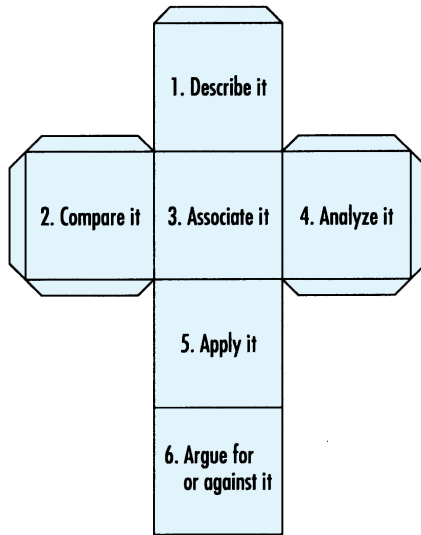 1. Describe it
2. Compare it
3. Associate it
4. Analyze it
5. Apply it
6. Argue for
or against it